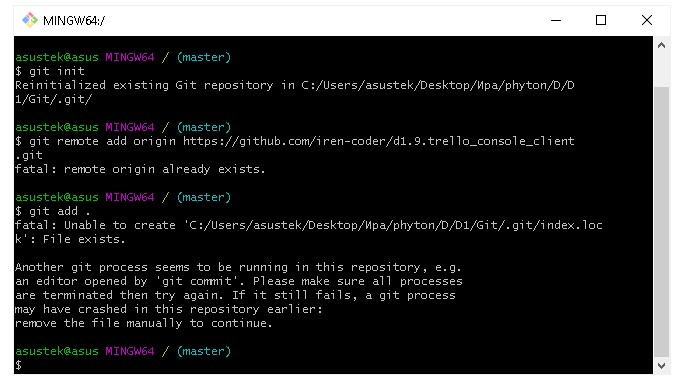 MINGW64:/
asustek@asus MINGW64 / (master)
$ git init
Reinitialized existing Git repository in C:/Users/asustek/Desktop/Ира/phyton/D/D
1/Git/.git/
asustek@asus MINGW64 / (master)
$ git remote add origin https://github.com/iren-coder/d1.9.trello_console_client
.git
fatal: remote origin already exists.
asustek@asus MINGW64 / (master)
$ git add .
fatal: Unable to create 'C:/Users/asustek/Desktop/Ира/phyton/D/D1/Git/.git/index.loc
k': File exists.
Another git process seems to be running in this repository, e.g.
an editor opened by 'git commit'. Please make sure all processes
are terminated then try again. If it still fails, a git process
may have crashed in this repository earlier:
remove the file manually to continue.
asustek@asus MINGW64 / (master)
$